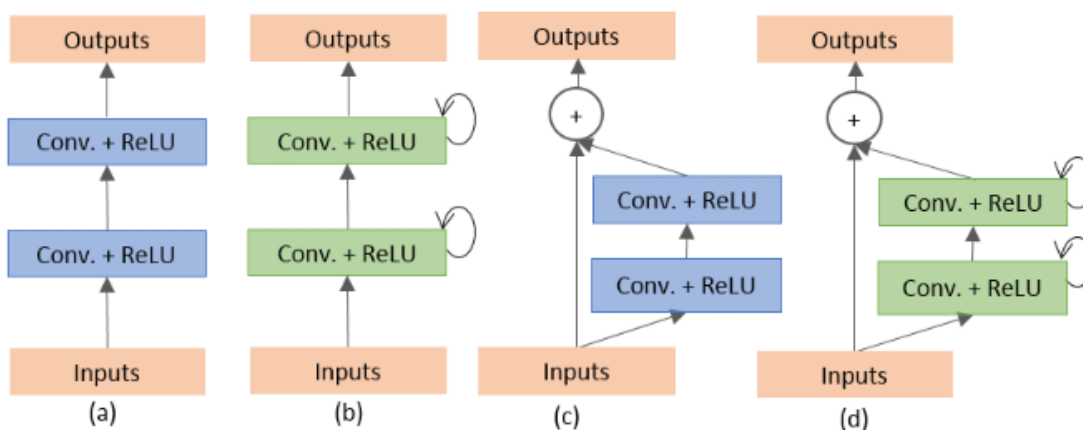 Outputs
Conv. + ReLU
Conv. + ReLU
Inputs
(a)
Outputs
Conv. + ReLU
Conv. + ReLU
Inputs
(b)
Outputs
+
Conv. + ReLU
Conv. + ReLU
Inputs
(c)
Outputs
+
Conv. + ReLU
Conv. + ReLU
Inputs
(d)